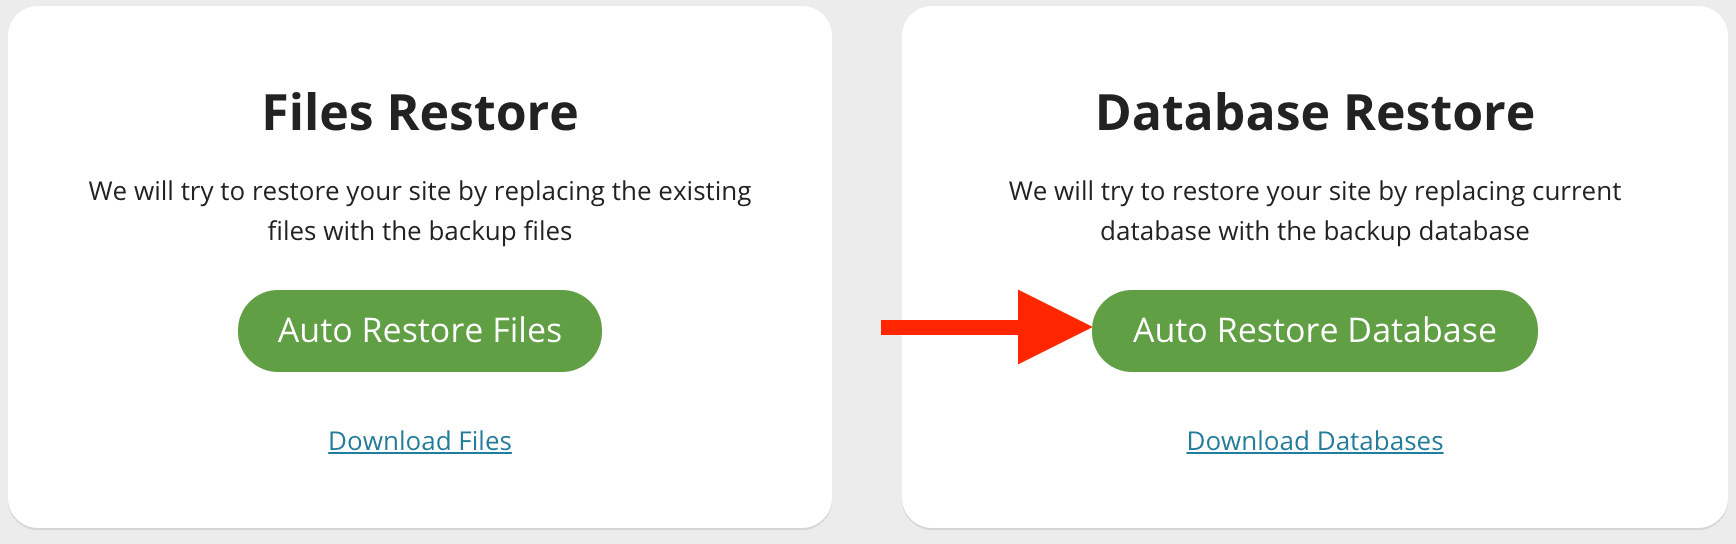 Files Restore
We will try to restore your site by replacing the existing
files with the backup files
Auto Restore Files
Download Files
Database Restore
We will try to restore your site by replacing current
database with the backup database
Auto Restore Database
Download Databases